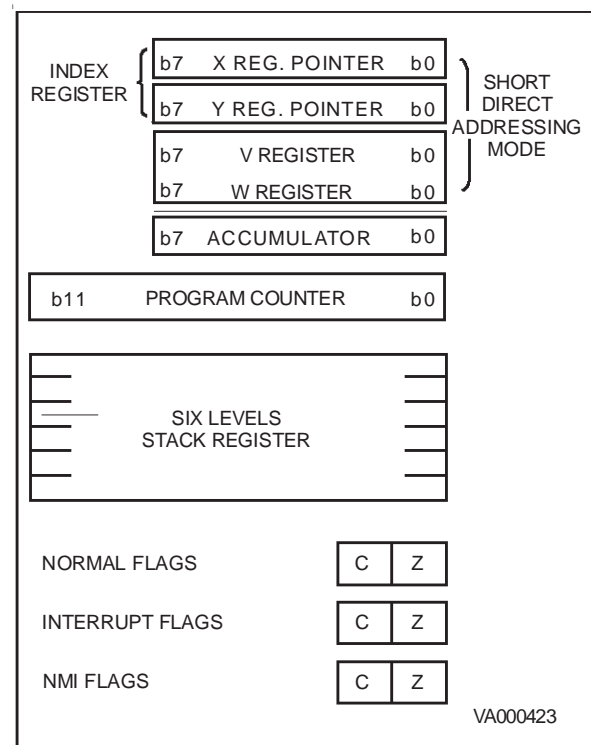 INDEX
REGISTER
b7 X REG. POINTER b0
b7 Y REG. POINTER b0
b7 V REGISTER b0
b7 W REGISTER b0
SHORT
DIRECT
ADDRESSING
MODE
b7 ACCUMULATOR b0
b11 PROGRAM COUNTER b0
SIX LEVELS
STACK REGISTER
NORMAL FLAGS C Z
INTERRUPT FLAGS C Z
NMI FLAGS C Z
VA000423